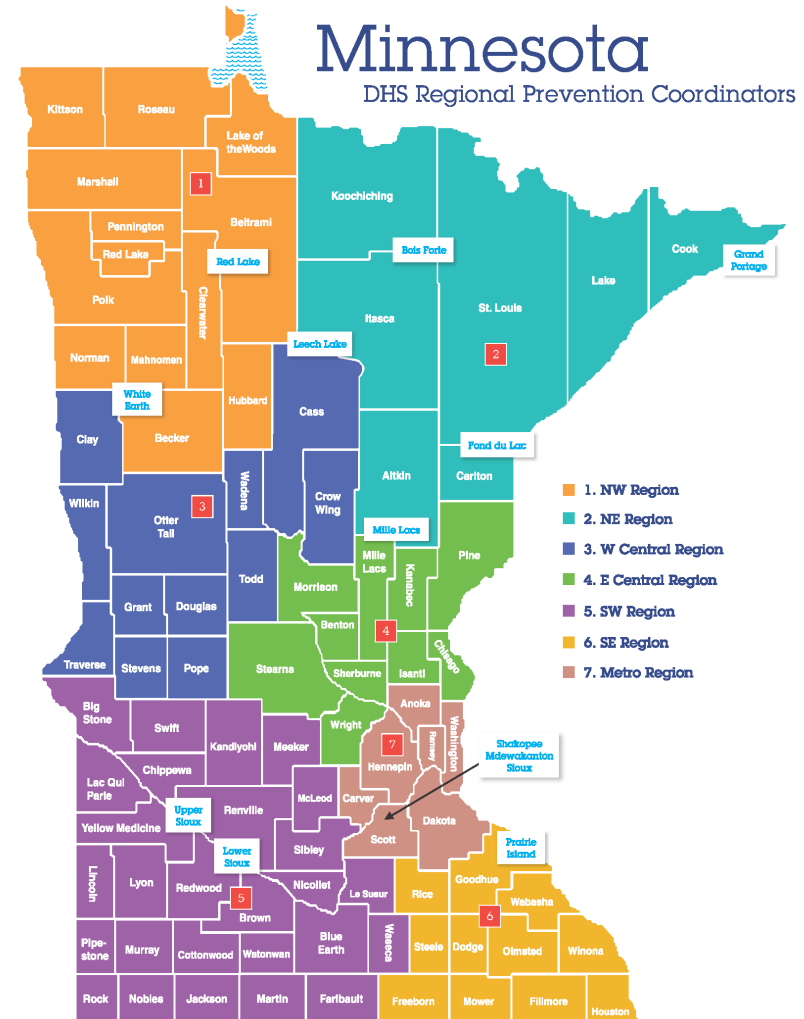 Minnesota
DHS Regional Prevention Coordinators
Kittson
Roseau
Lake of
theWoods
Marshall
1
Beltrami
Pennington
Red Lake
Red Lake
Polk
Clearwater
Norman
Mahnomen
Hubbard
White
Earth
Becker
Koochiching
Bois Forte
Itasca
St. Louis
2
Lake
Cook
Grand
Portage
Leech Lake
Cass
Clay
Wilkin
Otter
Tail
3
Wadena
Crow
Wing
Aitkin
Fond du Lac
Carlton
Mille Lacs
Mille
Lacs
Kanabec
Pine
Todd
Morrison
Grant
Douglas
Benton
4
Traverse
Stevens
Pope
Stearns
Sherburne
Isanti
Chisago
1. NW Region
2. NE Region
3. W Central Region
4. E Central Region
5. SW Region
6. SE Region
7. Metro Region
Big
Stone
Swift
Kandiyohi
Meeker
Wright
Anoka
Washington
Ramsey
7
Hennepin
Shakopee
Mdewakanton
Sioux
Chippewa
Lac Qui
Parle
McLeod
Carver
Renville
Upper
Sioux
Yellow Medicine
Dakota
Scott
Sibley
Lower
Sioux
Prairie
Island
Lincoln
Lyon
Redwood
5
Brown
Nicollet
Le Sueur
Rice
Goodhue
Wabasha
6
Pipe-
stone
Murray
Cottonwood
Watonwan
Blue
Earth
Waseca
Steele
Dodge
Olmsted
Winona
Rock
Nobles
Jackson
Martin
Faribault
Freeborn
Mower
Fillmore
Houston